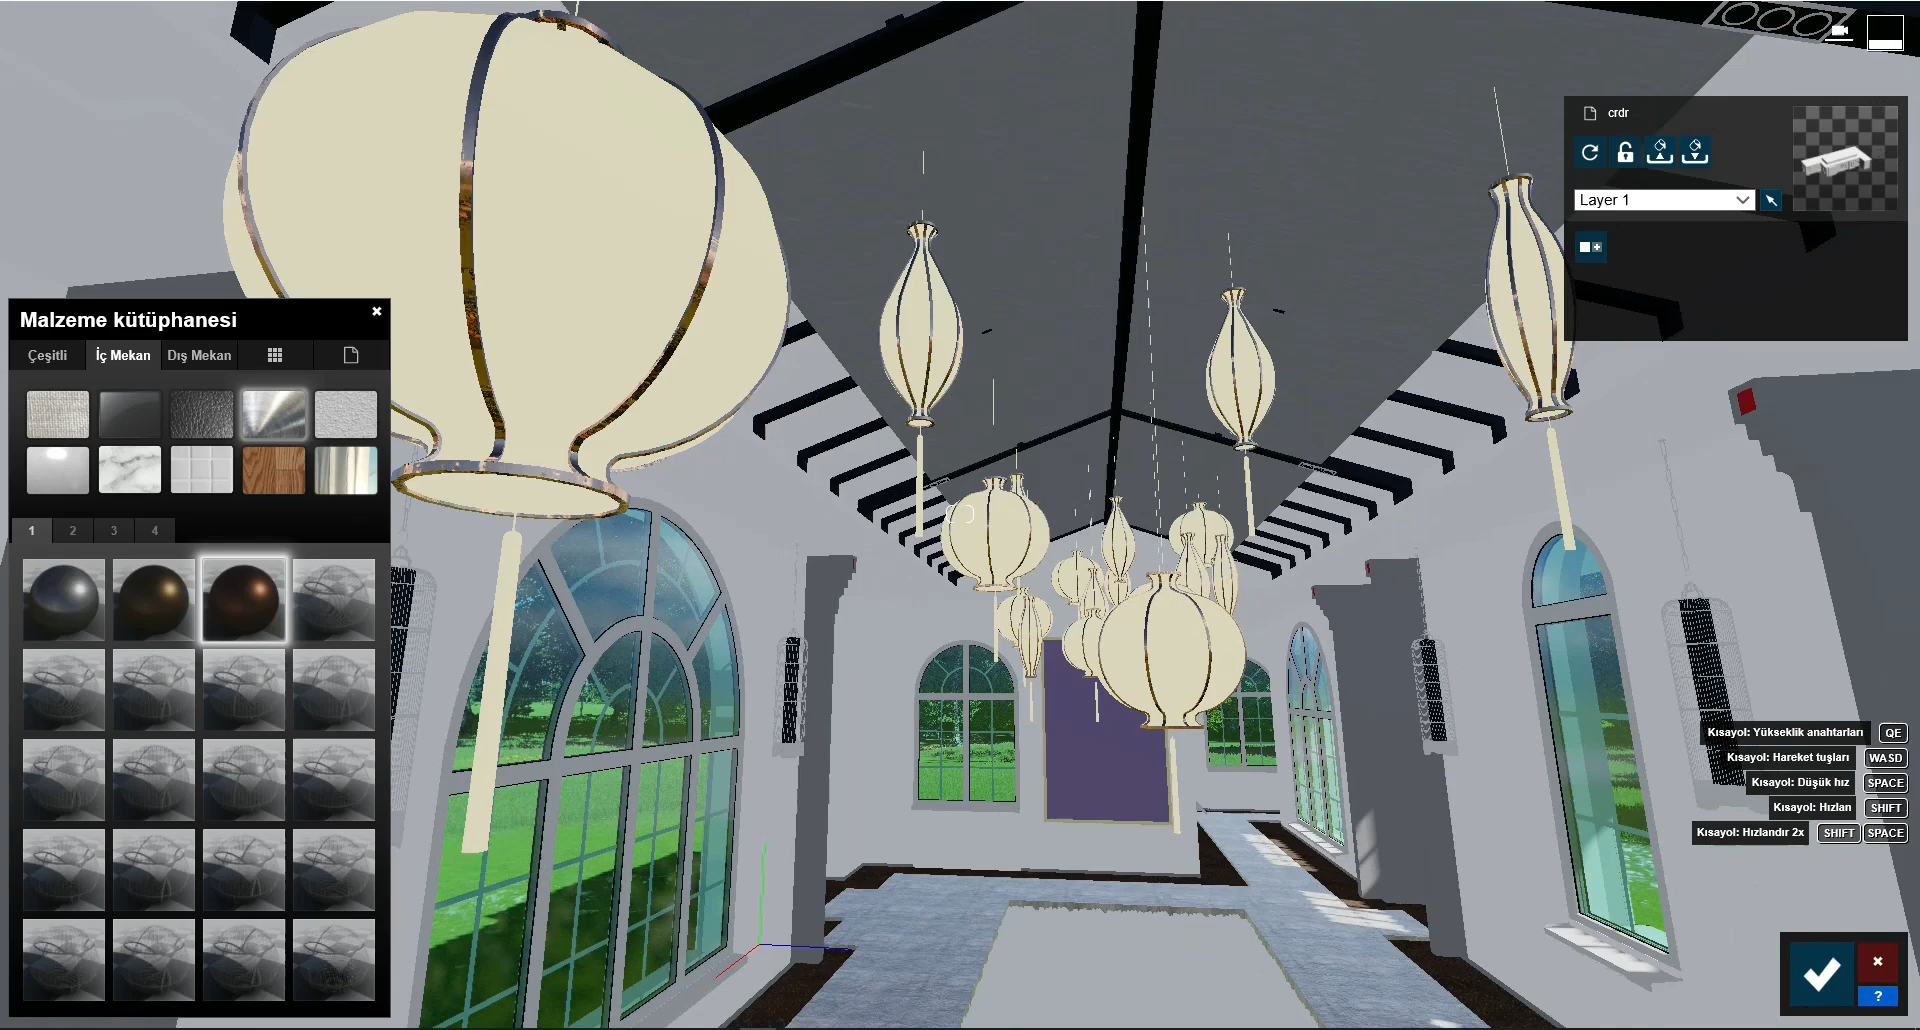 crdr
Layer 1
Malzeme kütüphanesi
Çeşitli
İç Mekan
Dış Mekan
1
2
3
4
Kısayol: Yükseklik anahtarları QE
Kısayol: Hareket tuşları WASD
Kısayol: Düşük hız SPACE
Kısayol: Hızlan SHIFT
Kısayol: Hızlandır 2x SHIFT SPACE
?